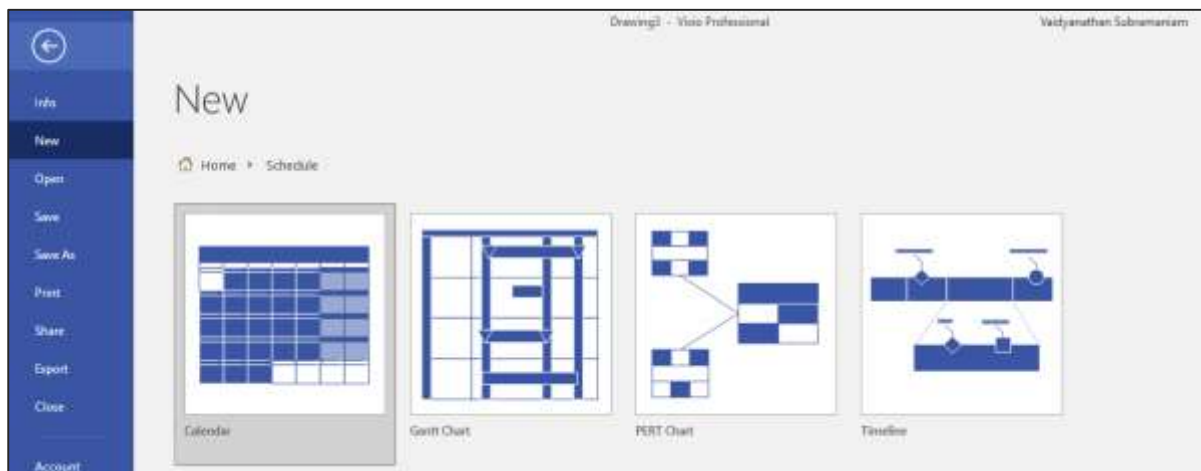 Drawing3 - Visio Professional
Vaidyanathan Subramaniam
Info
New
Open
Save
Save As
Print
Share
Export
Close
Account
New
Home
Schedule
Calendar
Gantt Chart
PERT Chart
Timeline